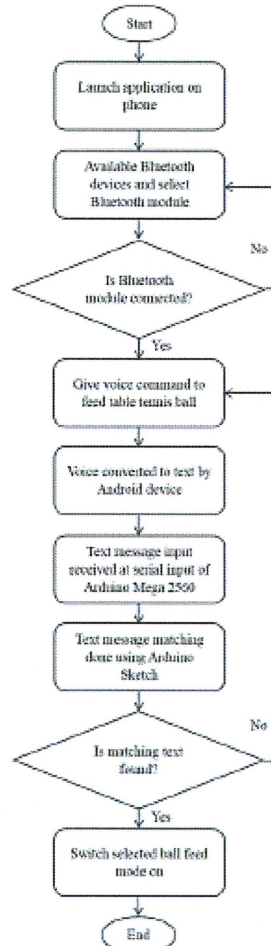 Start
Launch application on
phone
Available Bluetooth
devices and select
Bluetooth module
No
Is Bluetooth
module connected?
Yes
Give voice command to
feed table tennis ball
Voice converted to text by
Android device
Text message input
received at serial input of
Arduino Mega 2560
Text message matching
done using Arduino
Sketch
No
Is matching text
found?
Yes
Switch selected ball feed
mode on
End